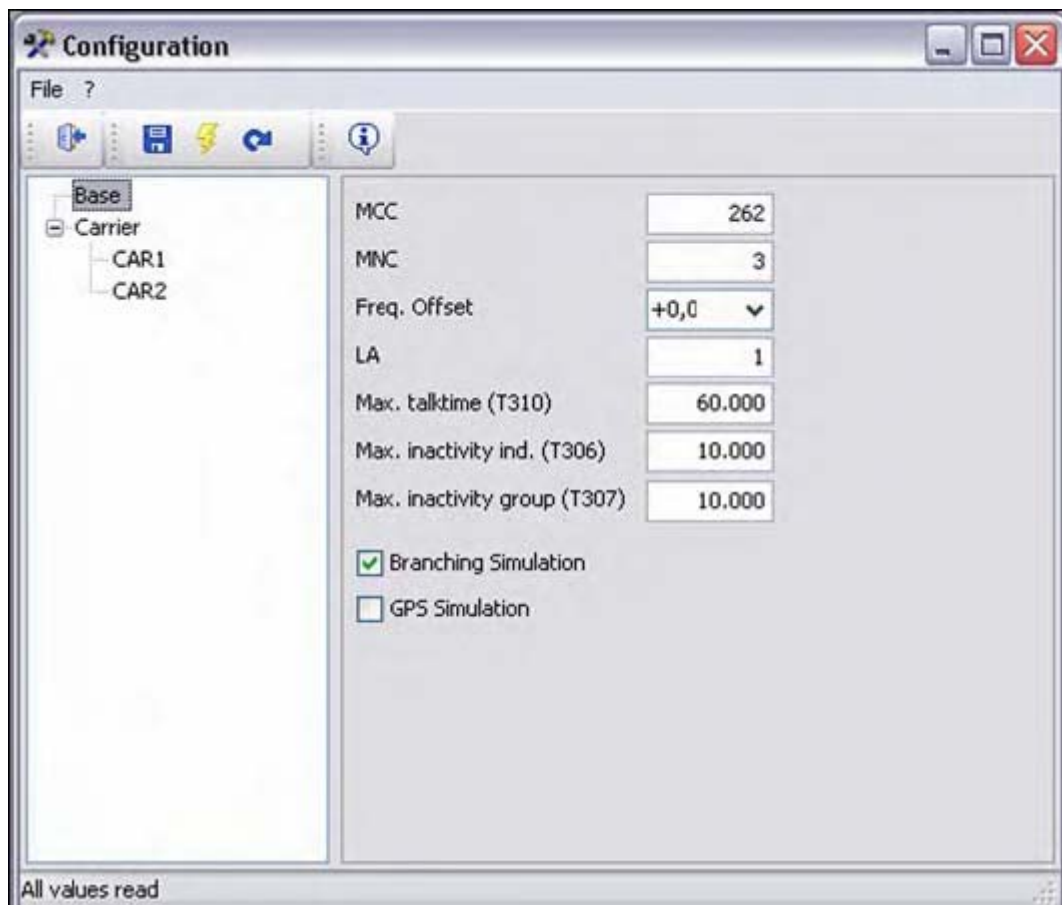 Configuration
File ?
Base
Carrier
CAR1
CAR2
MCC 262
MNC 3
Freq. Offset +0,0
LA 1
Max. talktime (T310) 60.000
Max. inactivity ind. (T306) 10.000
Max. inactivity group (T307) 10.000
Branching Simulation
GPS Simulation
All values read